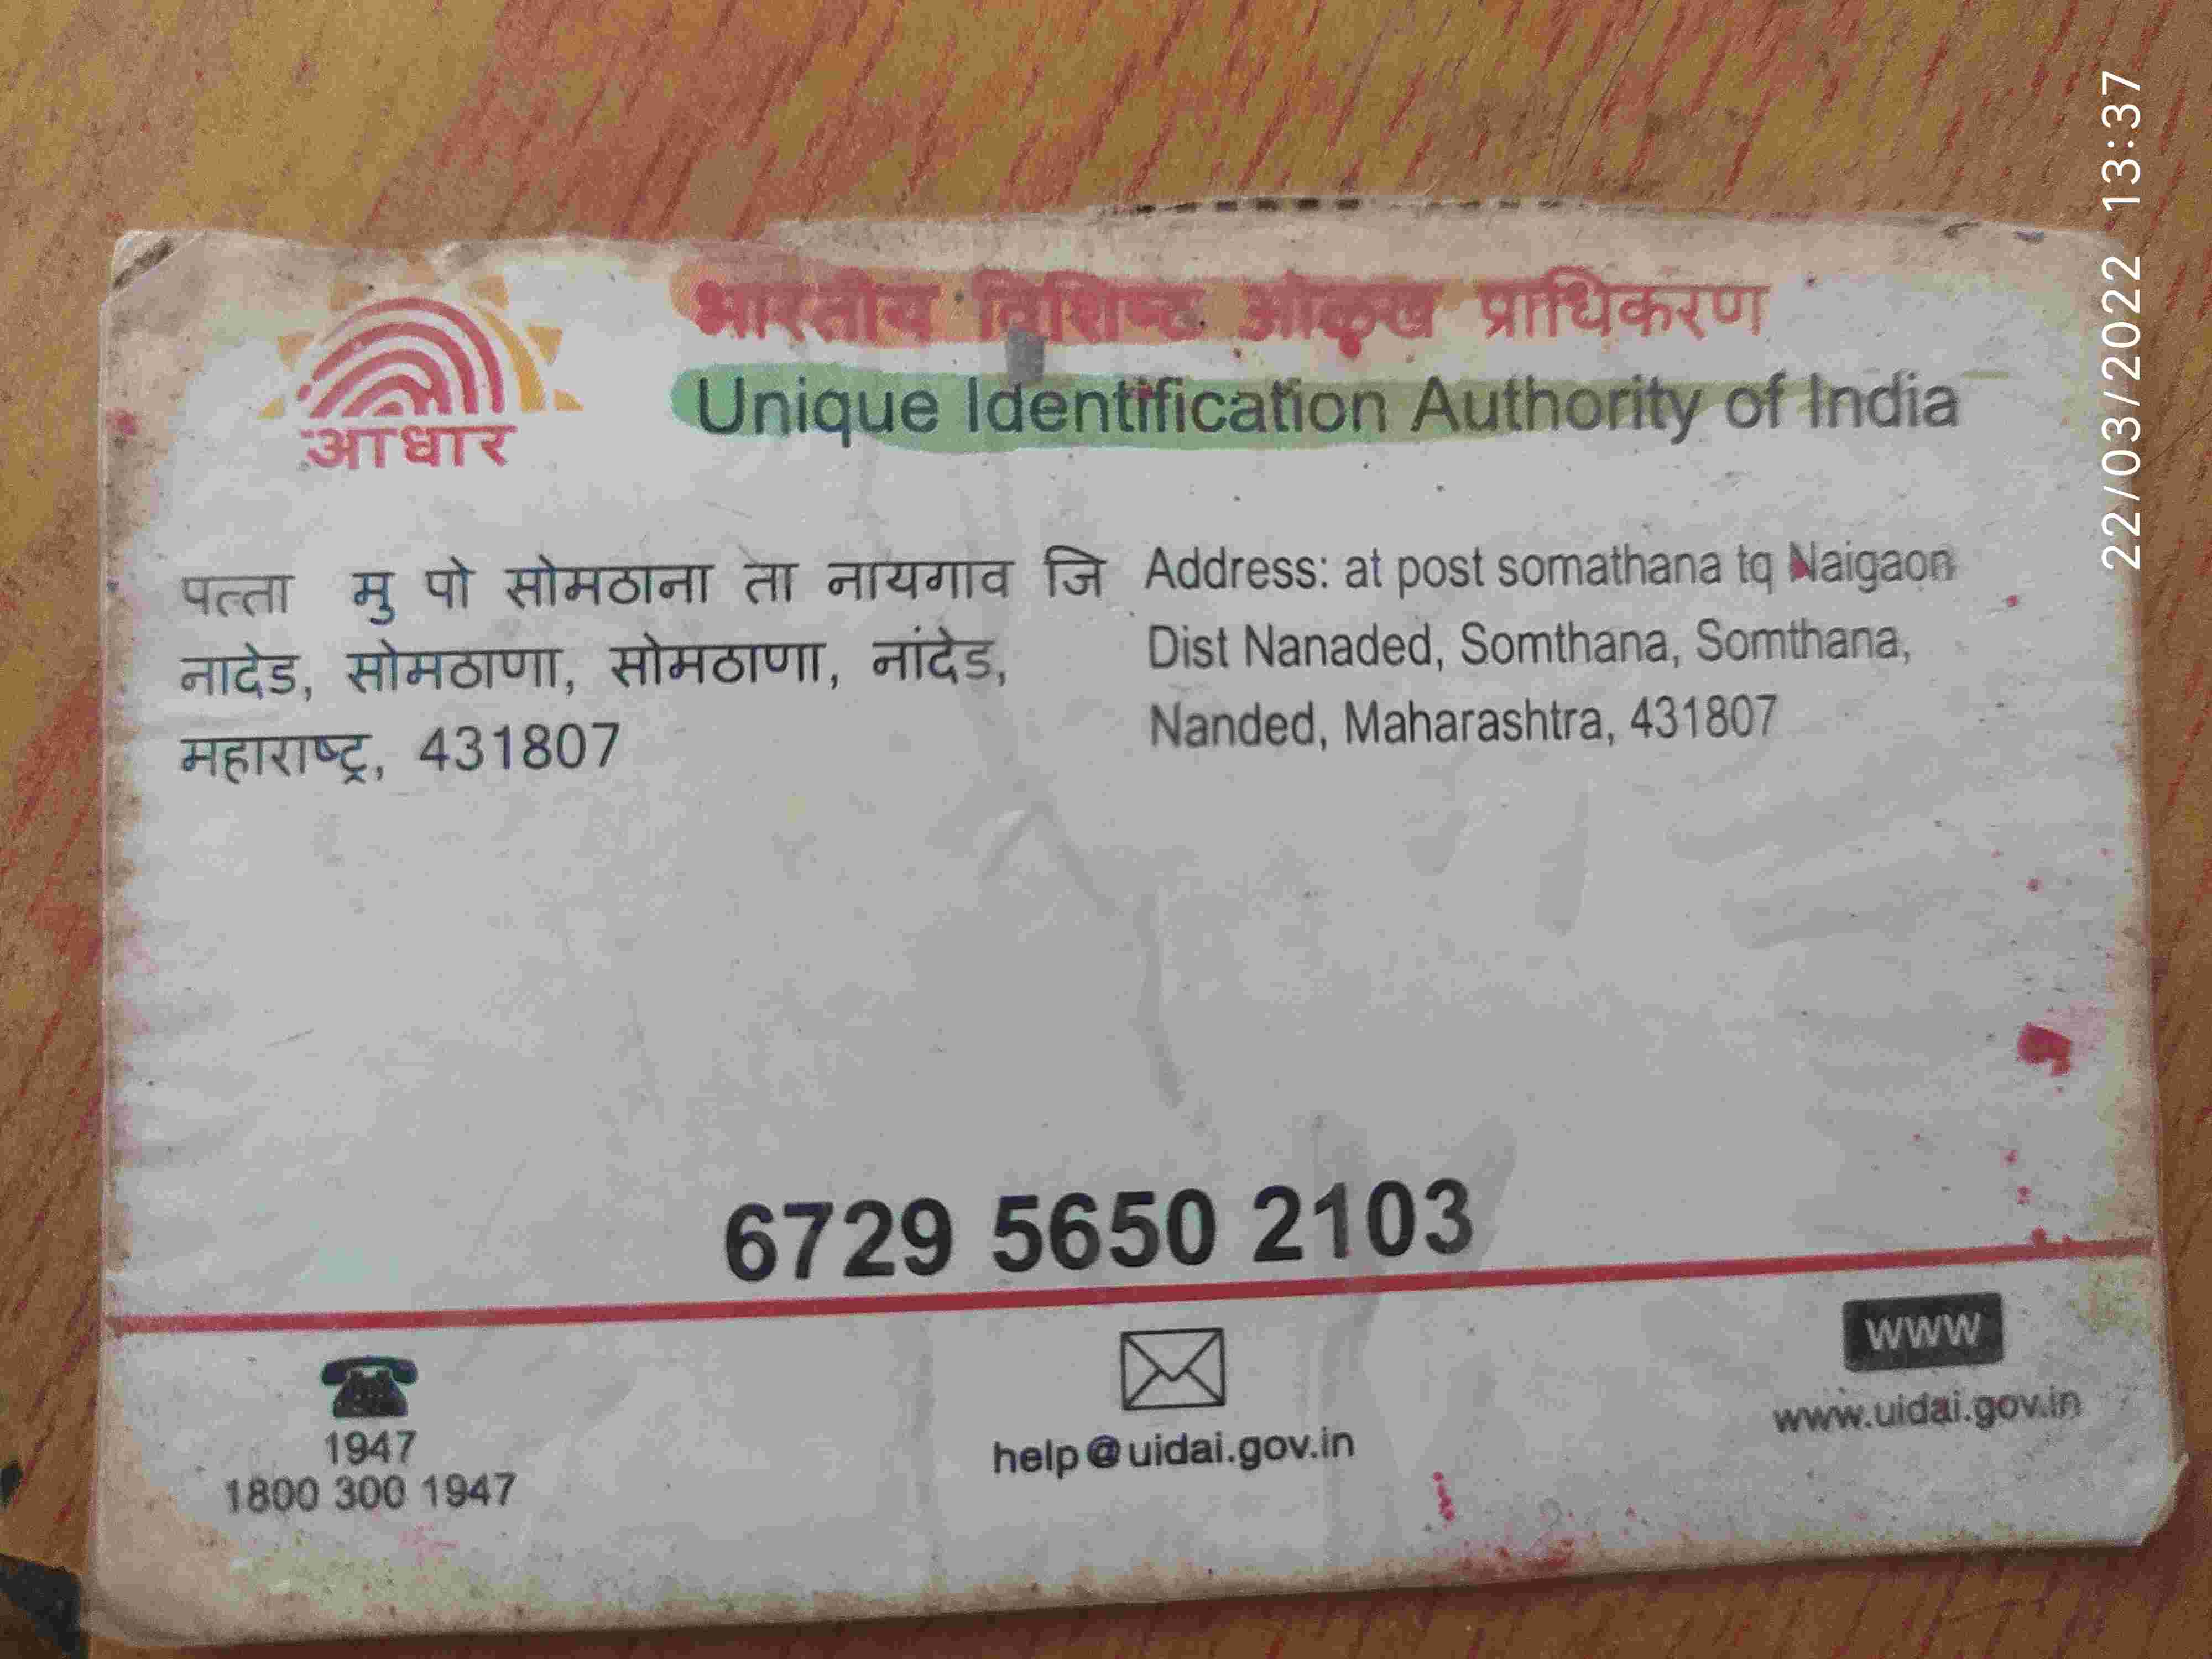 भारतीय विशिष्ठ ओळख प्राधिकरण
Unique Identification Authority of India
आधार
पत्ता मु पो सोमठाना ता नायगाव जि
नादेड, सोमठाणा, सोमठाणा, नांदेड,
महाराष्ट्र, 431807
Address: at post somathana tq Naigaon
Dist Nanaded, Somthana, Somthana,
Nanded, Maharashtra, 431807
6729 5650 2103
1947
1800 300 1947
help@uidai.gov.in
www
www.uidai.gov.in
22/03/2022 13:37